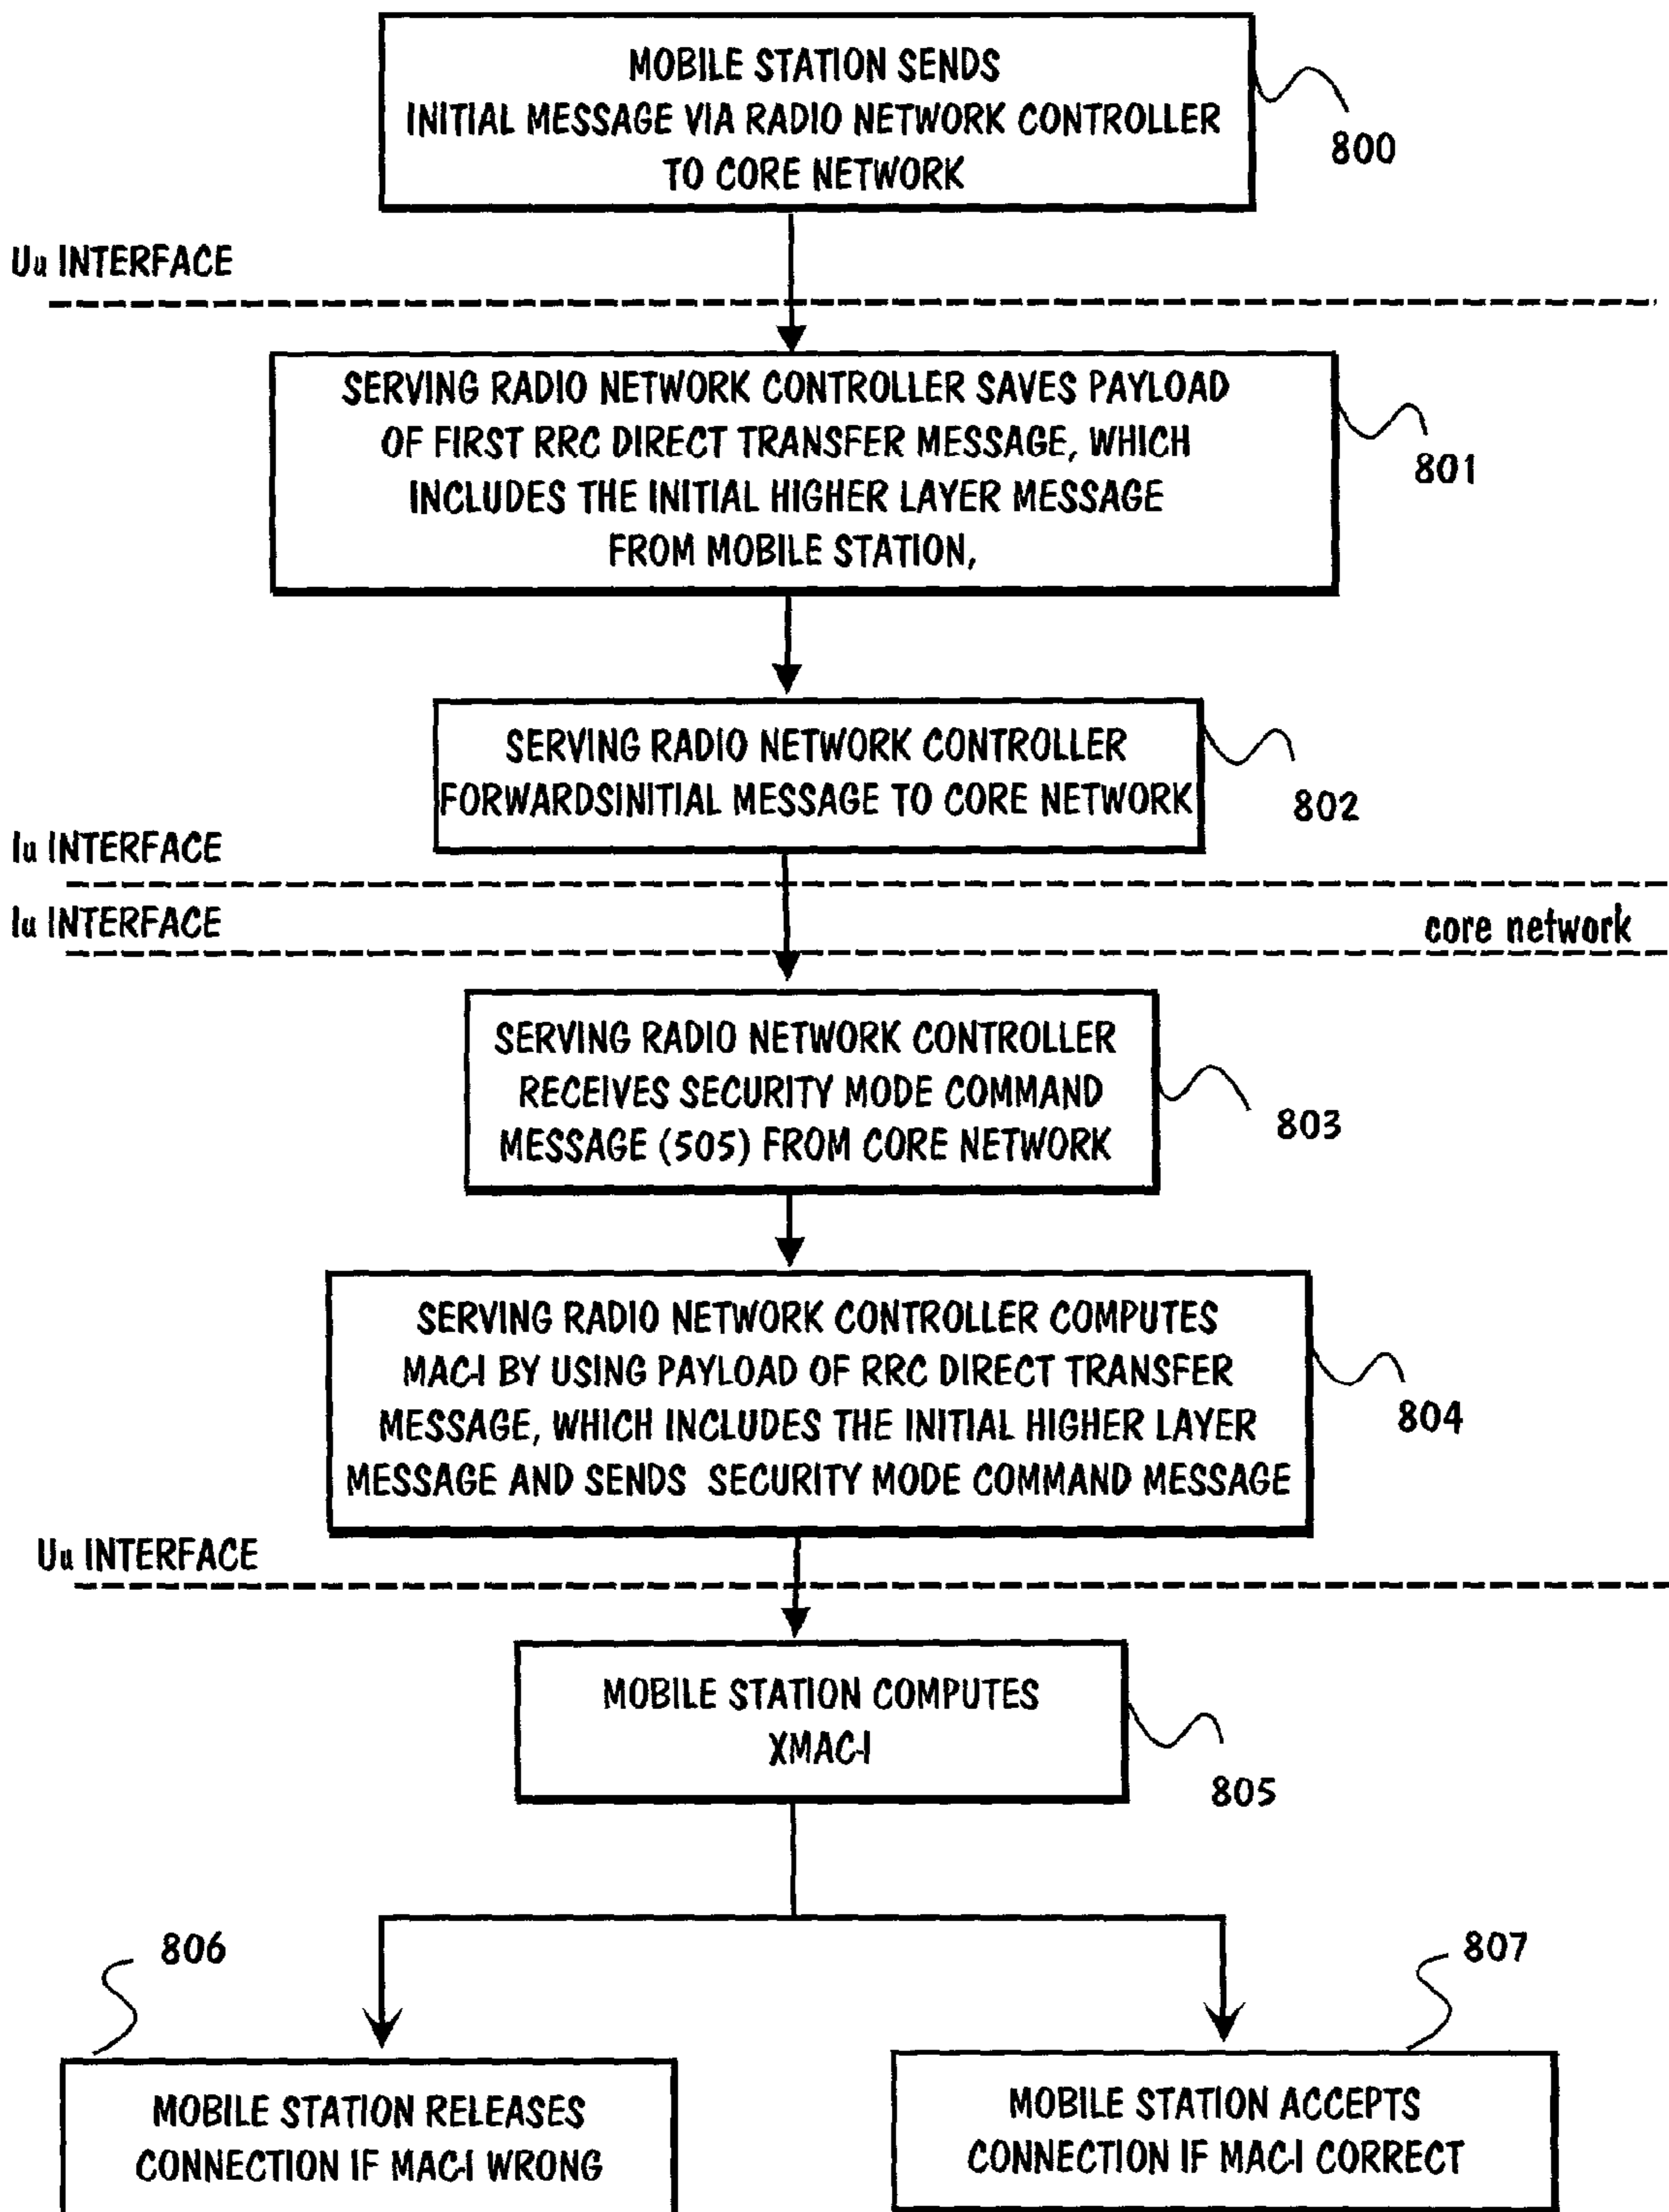 MOBILE STATION SENDS
INITIAL MESSAGE VIA RADIO NETWORK CONTROLLER
TO CORE NETWORK
800
Uu INTERFACE
SERVING RADIO NETWORK CONTROLLER SAVES PAYLOAD
OF FIRST RRC DIRECT TRANSFER MESSAGE, WHICH
INCLUDES THE INITIAL HIGHER LAYER MESSAGE
FROM MOBILE STATION,
801
SERVING RADIO NETWORK CONTROLLER
FORWARDSINITIAL MESSAGE TO CORE NETWORK
802
Iu INTERFACE
Iu INTERFACE
core network
SERVING RADIO NETWORK CONTROLLER
RECEIVES SECURITY MODE COMMAND
MESSAGE (505) FROM CORE NETWORK
803
SERVING RADIO NETWORK CONTROLLER COMPUTES
MAC-I BY USING PAYLOAD OF RRC DIRECT TRANSFER
MESSAGE, WHICH INCLUDES THE INITIAL HIGHER LAYER
MESSAGE AND SENDS SECURITY MODE COMMAND MESSAGE
804
Uu INTERFACE
MOBILE STATION COMPUTES
XMAC-I
805
806
807
MOBILE STATION RELEASES
CONNECTION IF MAC-I WRONG
MOBILE STATION ACCEPTS
CONNECTION IF MAC-I CORRECT